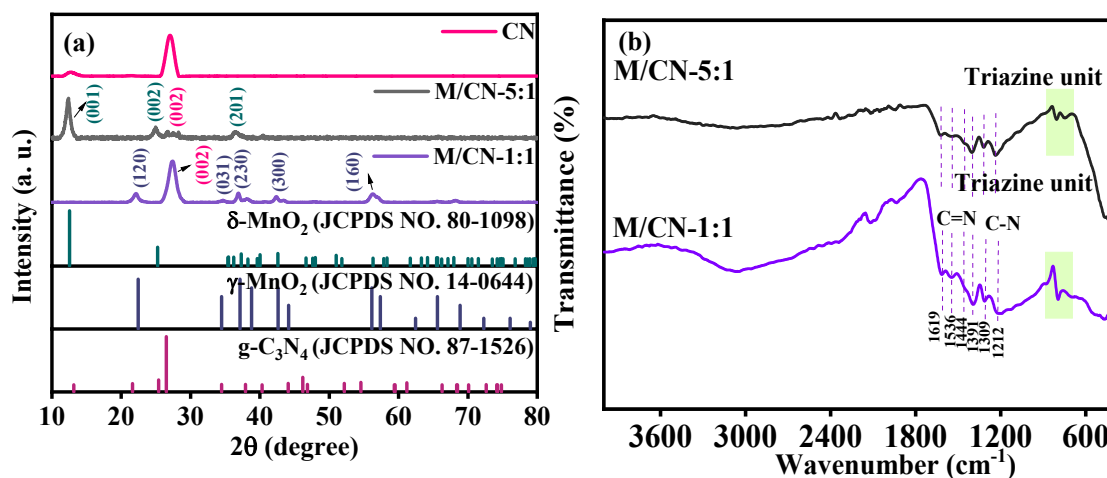 (a)
CN
M/CN-5:1
(001)
(002)
(002)
(201)
M/CN-1:1
(120)
(002)
(031)
(230)
(300)
(160)
δ-MnO₂ (JCPDS NO. 80-1098)
γ-MnO₂ (JCPDS NO. 14-0644)
g-C₃N₄ (JCPDS NO. 87-1526)
Intensity (a. u.)
10 20 30 40 50 60 70 80
2θ (degree)
(b)
M/CN-5:1
Triazine unit
Triazine unit
M/CN-1:1
C=N
C-N
1619
1536
1444
1391
1309
1212
Transmittance (%)
3600 3000 2400 1800 1200 600
Wavenumber (cm⁻¹)